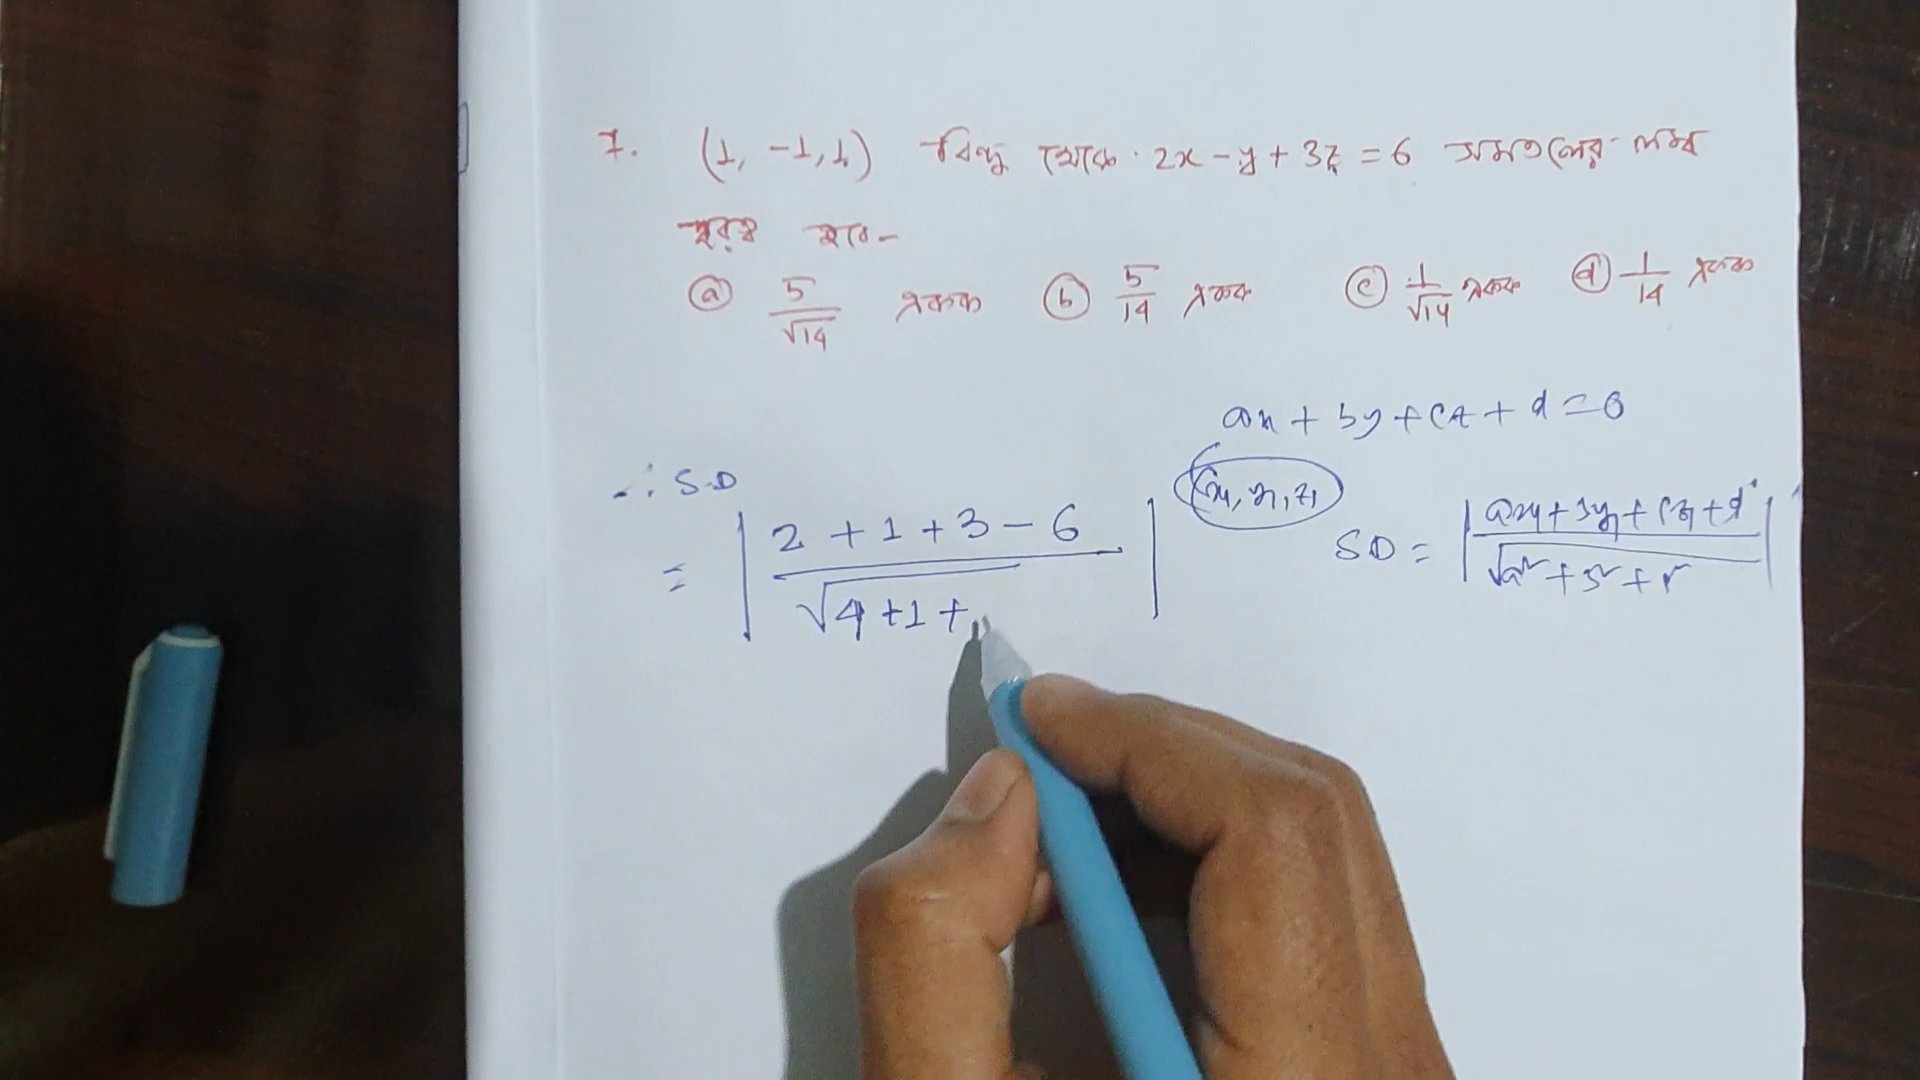 7. (1, -1, 1) বিন্দু থেকে 2x - y + 3z = 6 সমতলের লম্ব
দূরত্ব হবে-
ⓐ 5/√14 একক ⓑ 5/14 একক ⓒ 1/√14 একক ⓓ 1/14 একক
ax + by + cz + d = 0
∴ S.D (x₁, y₁, z₁)
= | 2 + 1 + 3 - 6 / √4 + 1 + | SD = | ax₁ + by₁ + cz₁ + d / √a² + b² + c² |